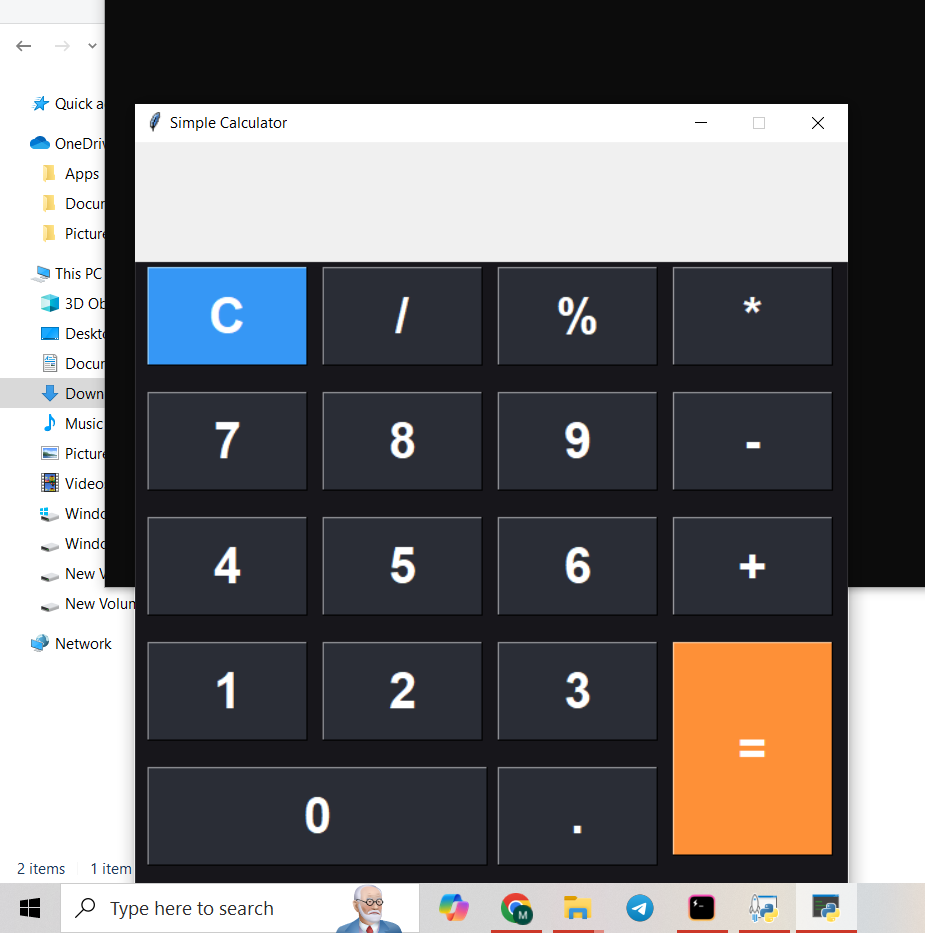 Simple Calculator
Quick a
OneDriv
Apps
Docum
Picture
This PC
3D Ob
Deskto
Docum
Down
Music
Picture
Video
Windo
Windo
New V
New Volun
Network
C / % *
7 8 9 -
4 5 6 +
1 2 3 =
0 .
2 items 1 item
Type here to search
M